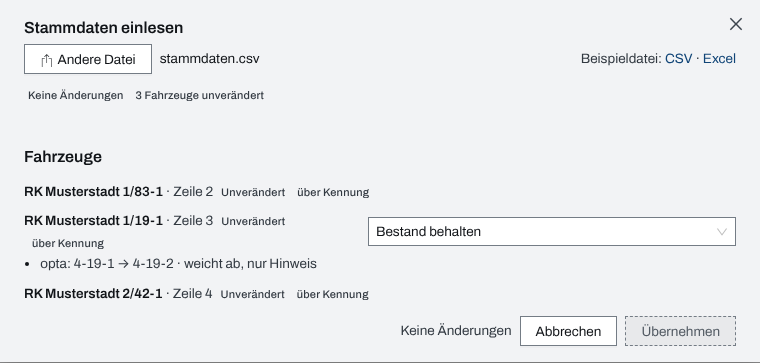 Stammdaten einlesen
Andere Datei stammdaten.csv Beispieldatei: CSV · Excel
Keine Änderungen 3 Fahrzeuge unverändert
Fahrzeuge
RK Musterstadt 1/83-1 · Zeile 2 Unverändert über Kennung
RK Musterstadt 1/19-1 · Zeile 3 Unverändert
über Kennung
Bestand behalten
• opta: 4-19-1 → 4-19-2 · weicht ab, nur Hinweis
RK Musterstadt 2/42-1 · Zeile 4 Unverändert über Kennung
Keine Änderungen Abbrechen Übernehmen